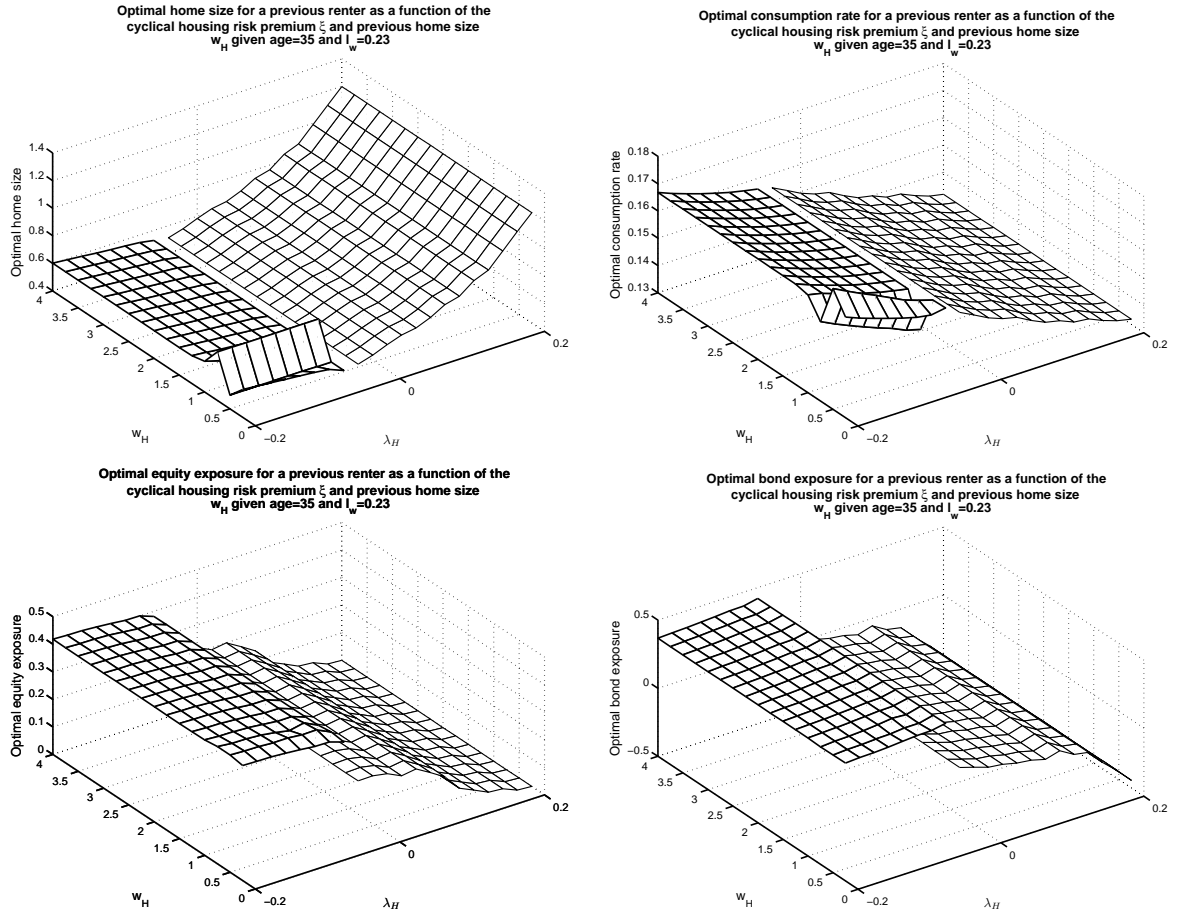 Optimal home size for a previous renter as a function of the
cyclical housing risk premium ξ and previous home size
w_H given age=35 and l_w=0.23
Optimal home size
1.4
1.2
1
0.8
0.6
0.4
4
3.5
3
2.5
2
1.5
1
0.5
0
w_H
−0.2
0
0.2
λ_H
Optimal consumption rate for a previous renter as a function of the
cyclical housing risk premium ξ and previous home size
w_H given age=35 and l_w=0.23
Optimal consumption rate
0.18
0.17
0.16
0.15
0.14
0.13
4
3.5
3
2.5
2
1.5
1
0.5
0
w_H
−0.2
0
0.2
λ_H
Optimal equity exposure for a previous renter as a function of the
cyclical housing risk premium ξ and previous home size
w_H given age=35 and l_w=0.23
Optimal equity exposure
0.5
0.4
0.3
0.2
0.1
0
4
3.5
3
2.5
2
1.5
1
0.5
0
w_H
−0.2
0
0.2
λ_H
Optimal bond exposure for a previous renter as a function of the
cyclical housing risk premium ξ and previous home size
w_H given age=35 and l_w=0.23
Optimal bond exposure
0.5
0
−0.5
4
3.5
3
2.5
2
1.5
1
0.5
0
w_H
−0.2
0
0.2
λ_H